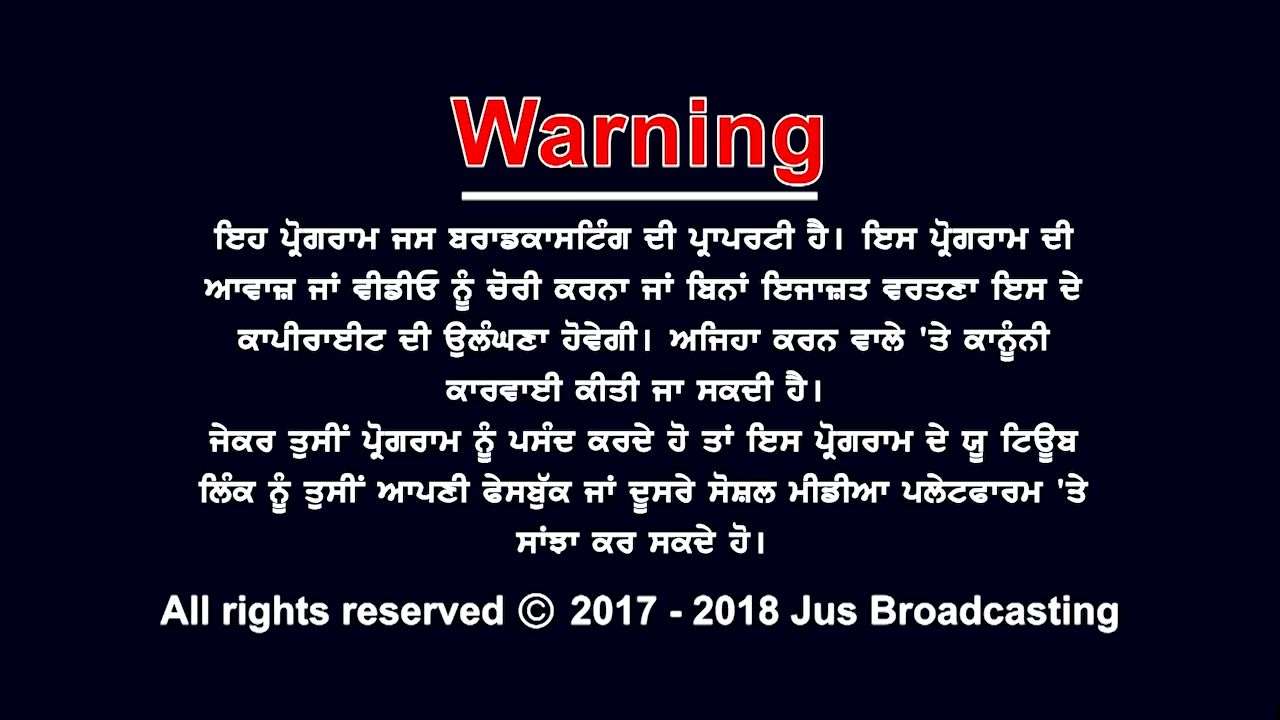 Warning
ਇਹ ਪ੍ਰੋਗਰਾਮ ਜਸ ਬਰਾਡਕਾਸਟਿੰਗ ਦੀ ਪ੍ਰਾਪਰਟੀ ਹੈ। ਇਸ ਪ੍ਰੋਗਰਾਮ ਦੀ
ਆਵਾਜ਼ ਜਾਂ ਵੀਡੀਓ ਨੂੰ ਚੋਰੀ ਕਰਨਾ ਜਾਂ ਬਿਨਾਂ ਇਜਾਜ਼ਤ ਵਰਤਣਾ ਇਸ ਦੇ
ਕਾਪੀਰਾਈਟ ਦੀ ਉਲੰਘਣਾ ਹੋਵੇਗੀ। ਅਜਿਹਾ ਕਰਨ ਵਾਲੇ 'ਤੇ ਕਾਨੂੰਨੀ
ਕਾਰਵਾਈ ਕੀਤੀ ਜਾ ਸਕਦੀ ਹੈ।
ਜੇਕਰ ਤੁਸੀਂ ਪ੍ਰੋਗਰਾਮ ਨੂੰ ਪਸੰਦ ਕਰਦੇ ਹੋ ਤਾਂ ਇਸ ਪ੍ਰੋਗਰਾਮ ਦੇ ਯੂ ਟਿਊਬ
ਲਿੰਕ ਨੂੰ ਤੁਸੀਂ ਆਪਣੀ ਫੇਸਬੁੱਕ ਜਾਂ ਦੂਸਰੇ ਸੋਸ਼ਲ ਮੀਡੀਆ ਪਲੇਟਫਾਰਮ 'ਤੇ
ਸਾਂਝਾ ਕਰ ਸਕਦੇ ਹੋ।
All rights reserved © 2017 - 2018 Jus Broadcasting